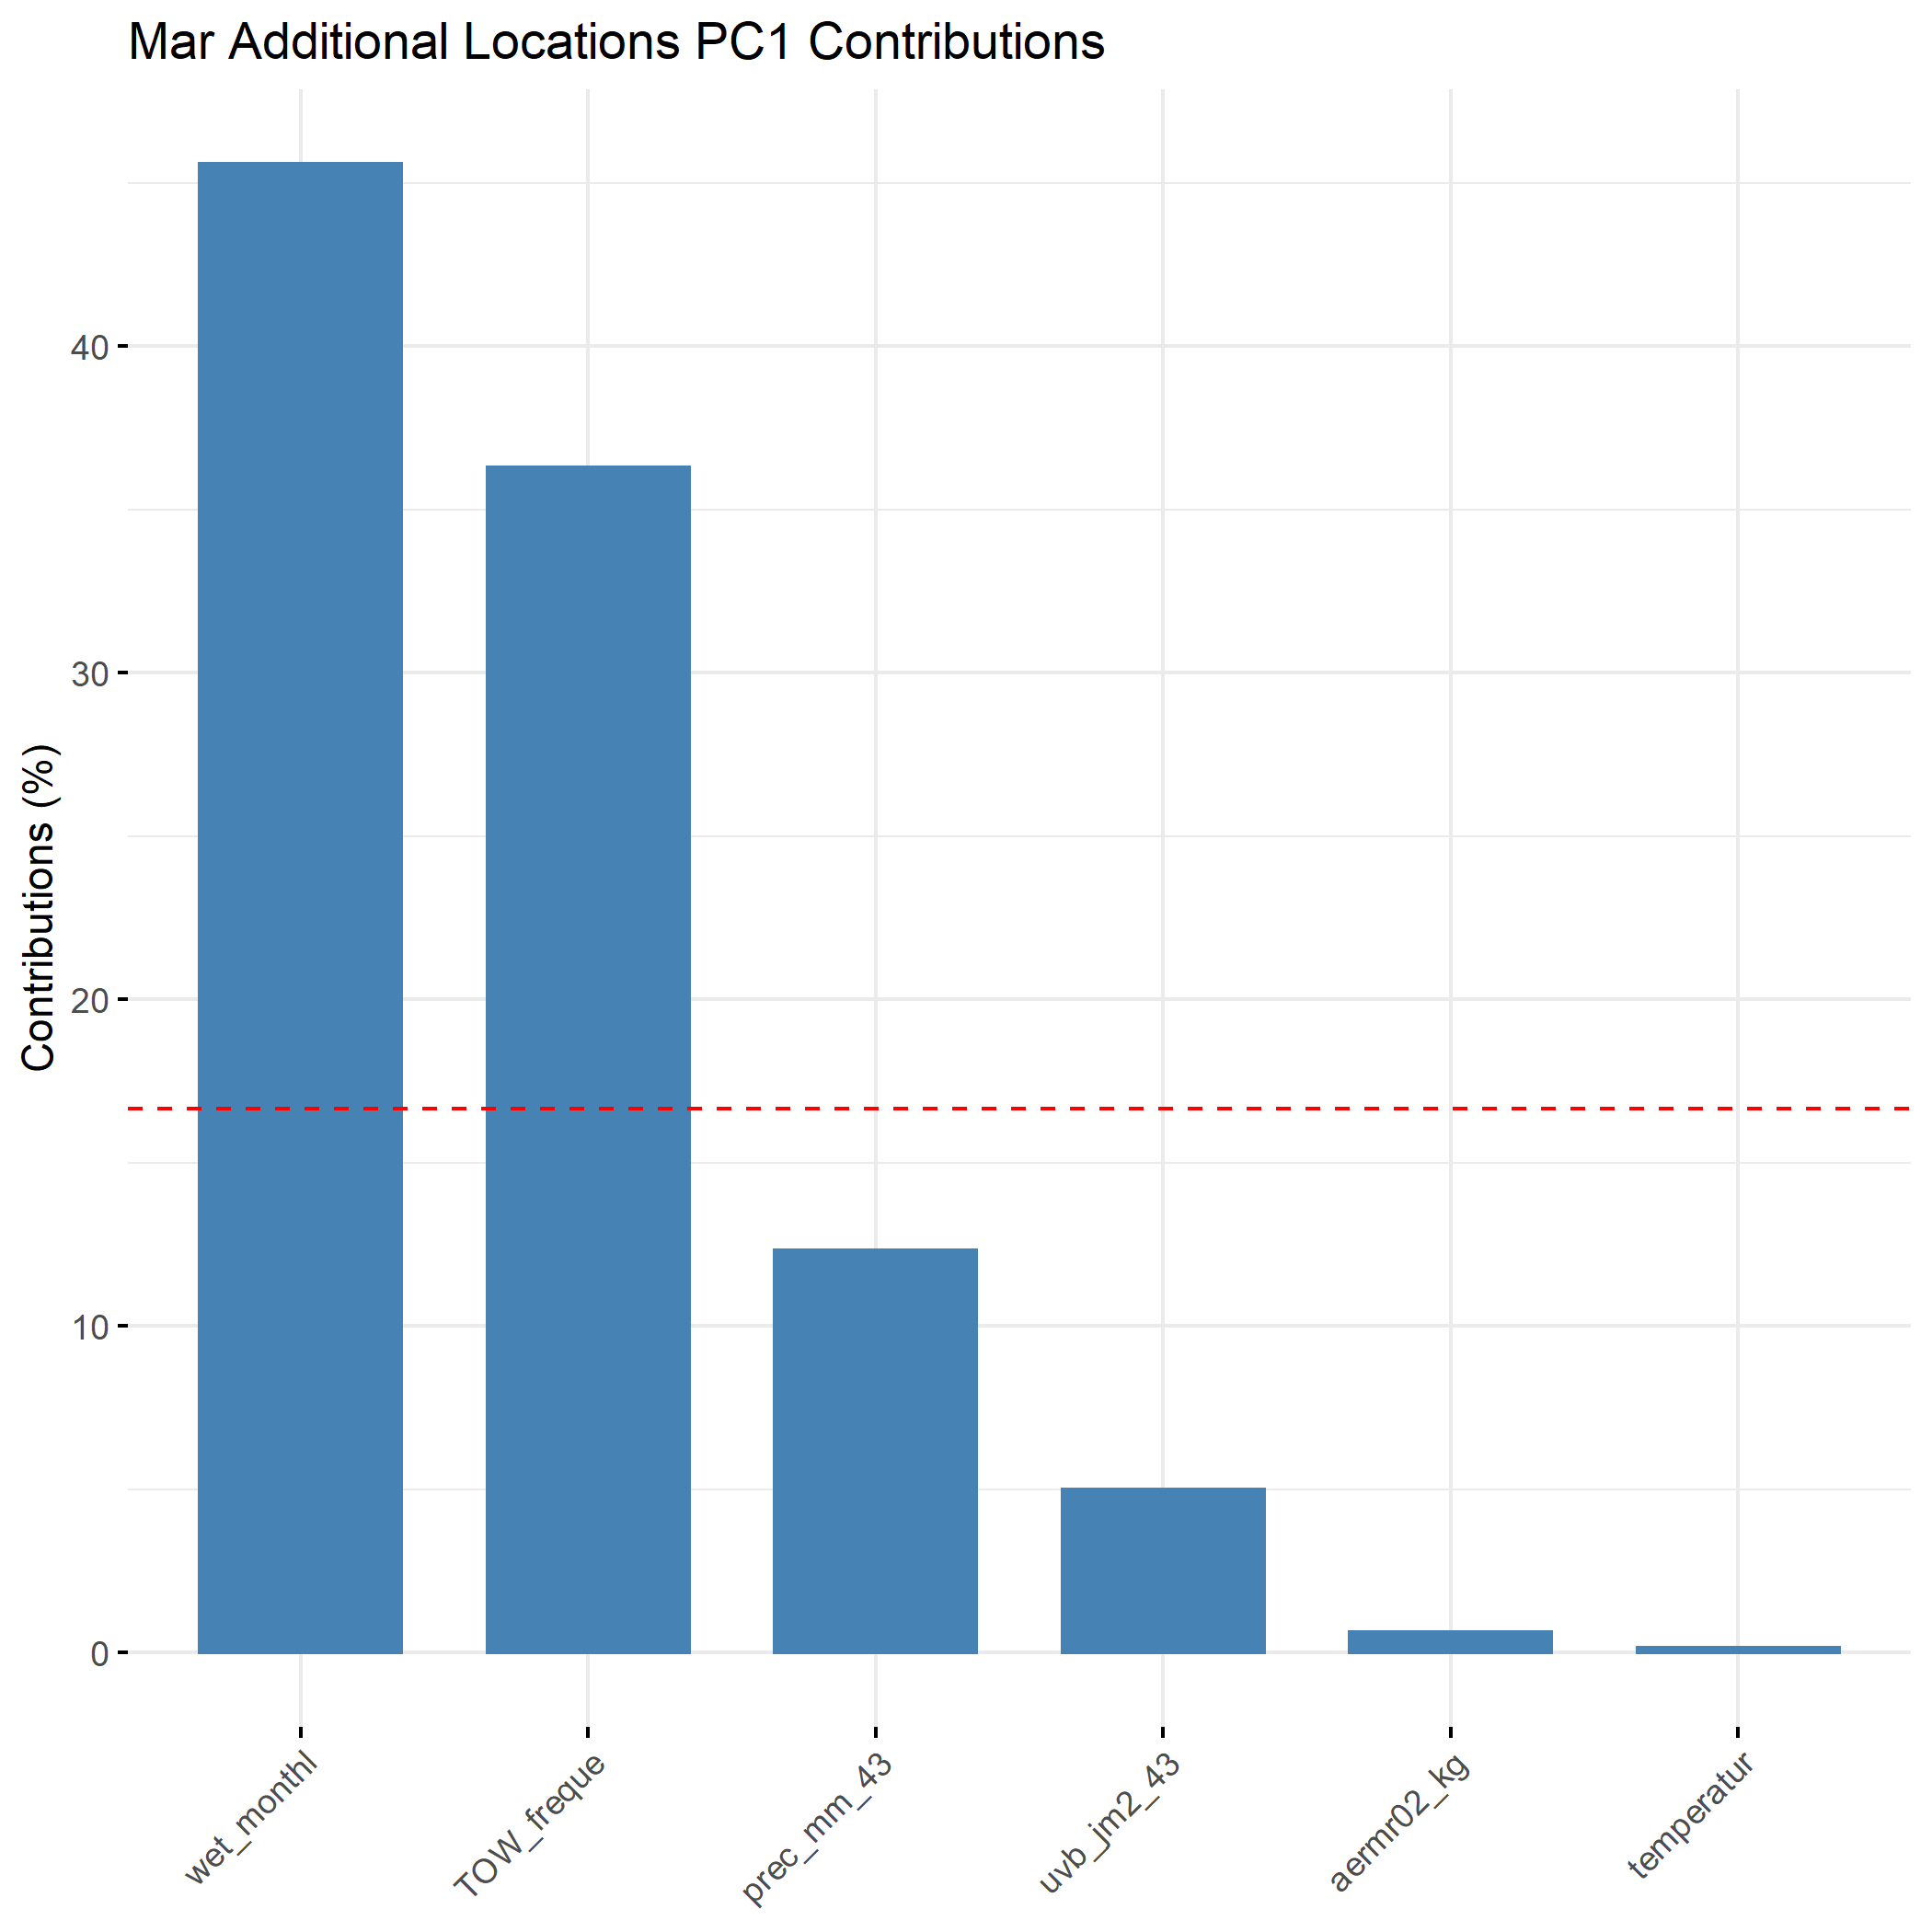 Mar Additional Locations PC1 Contributions
Contributions (%)
40
30
20
10
0
wet_monthl
TOW_freque
prec_mm_43
uvb_jm2_43
aermr02_kg
temperatur